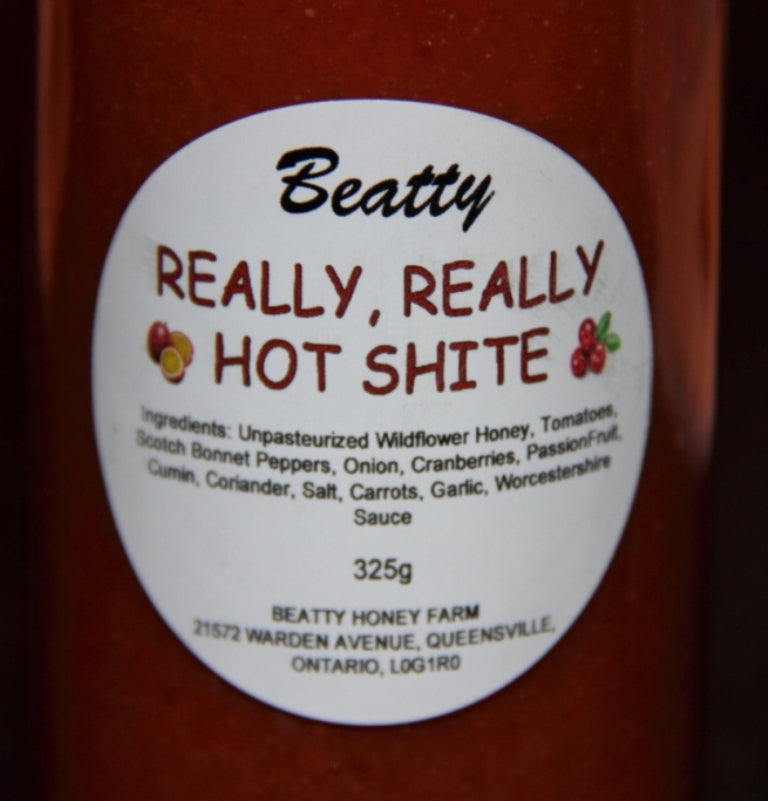 Beatty
REALLY, REALLY
HOT SHITE
Ingredients: Unpasteurized Wildflower Honey, Tomatoes,
Scotch Bonnet Peppers, Onion, Cranberries, PassionFruit,
Cumin, Coriander, Salt, Carrots, Garlic, Worcestershire
Sauce
325g
BEATTY HONEY FARM
21572 WARDEN AVENUE, QUEENSVILLE,
ONTARIO, L0G1R0